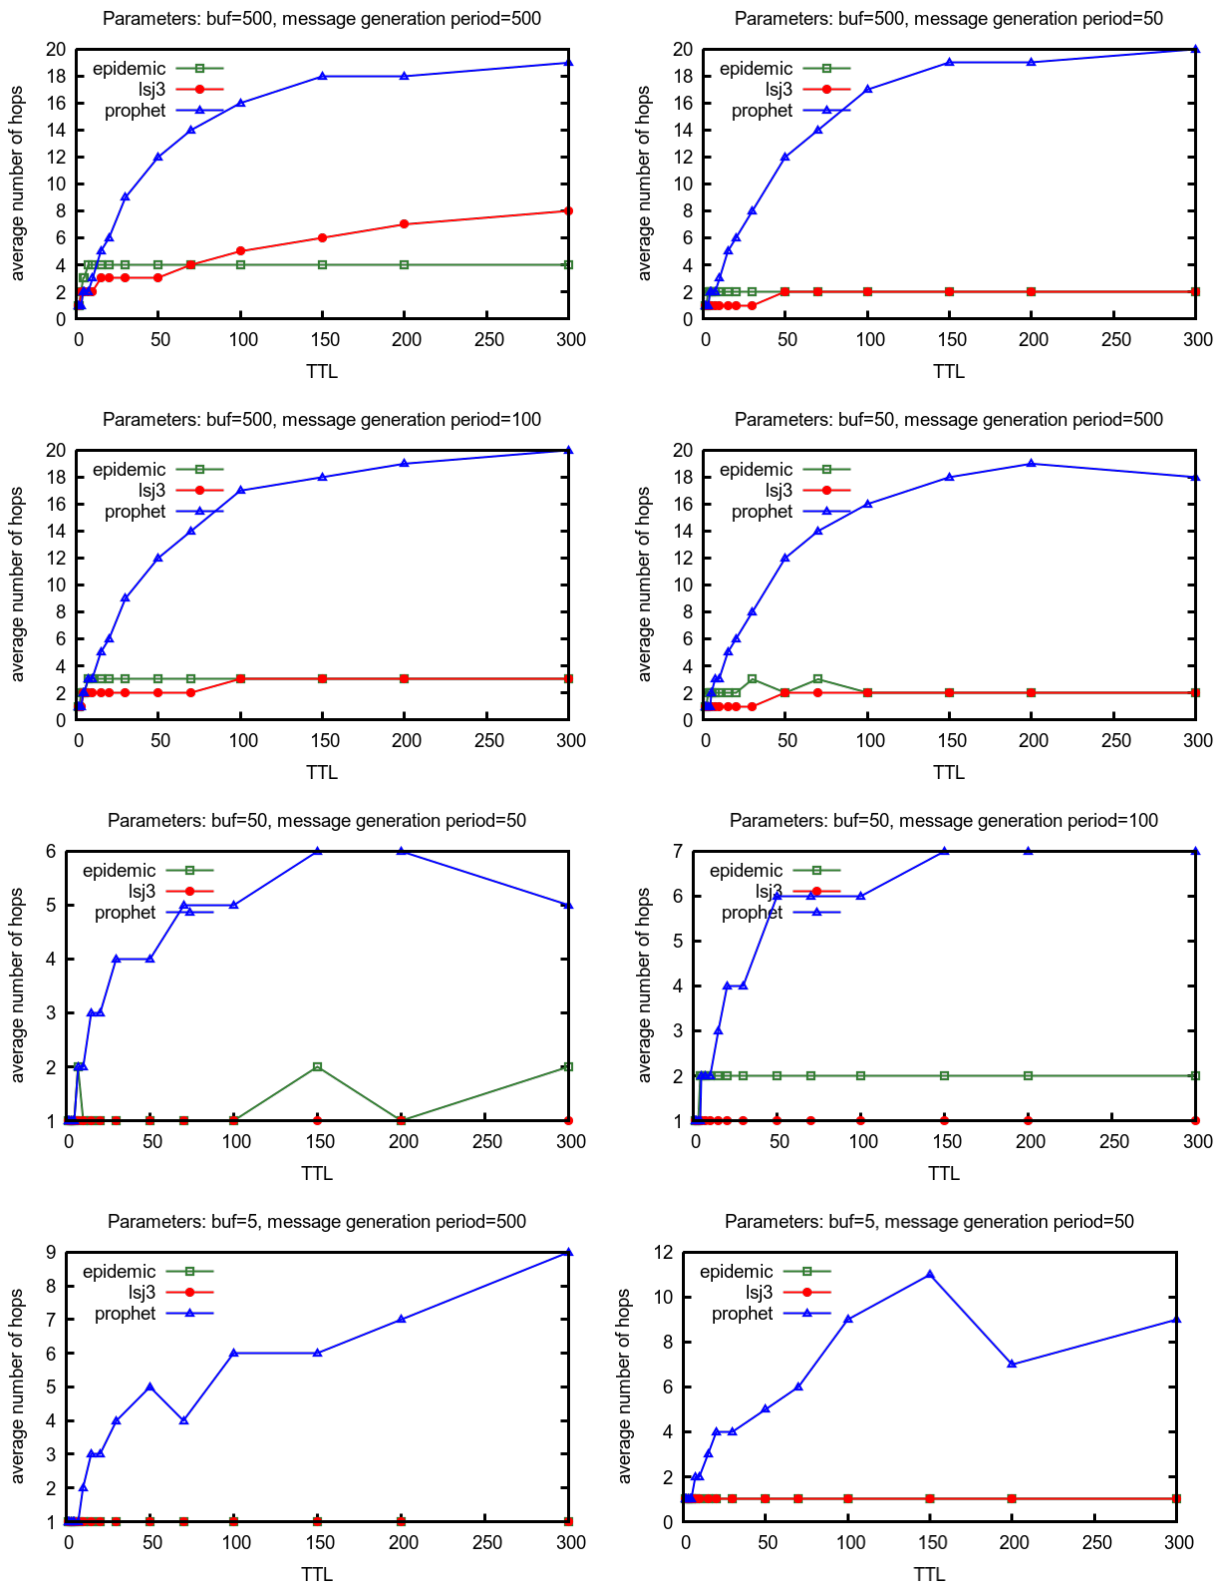 Parameters: buf=500, message generation period=500
average number of hops
20
18
16
14
12
10
8
6
4
2
0
epidemic
lsj3
prophet
0 50 100 150 200 250 300
TTL
Parameters: buf=500, message generation period=50
average number of hops
20
18
16
14
12
10
8
6
4
2
0
epidemic
lsj3
prophet
0 50 100 150 200 250 300
TTL
Parameters: buf=500, message generation period=100
average number of hops
20
18
16
14
12
10
8
6
4
2
0
epidemic
lsj3
prophet
0 50 100 150 200 250 300
TTL
Parameters: buf=50, message generation period=500
average number of hops
20
18
16
14
12
10
8
6
4
2
0
epidemic
lsj3
prophet
0 50 100 150 200 250 300
TTL
Parameters: buf=50, message generation period=50
average number of hops
6
5
4
3
2
1
epidemic
lsj3
prophet
0 50 100 150 200 250 300
TTL
Parameters: buf=50, message generation period=100
average number of hops
7
6
5
4
3
2
1
epidemic
lsj3
prophet
0 50 100 150 200 250 300
TTL
Parameters: buf=5, message generation period=500
average number of hops
9
8
7
6
5
4
3
2
1
epidemic
lsj3
prophet
0 50 100 150 200 250 300
TTL
Parameters: buf=5, message generation period=50
average number of hops
12
10
8
6
4
2
0
epidemic
lsj3
prophet
0 50 100 150 200 250 300
TTL